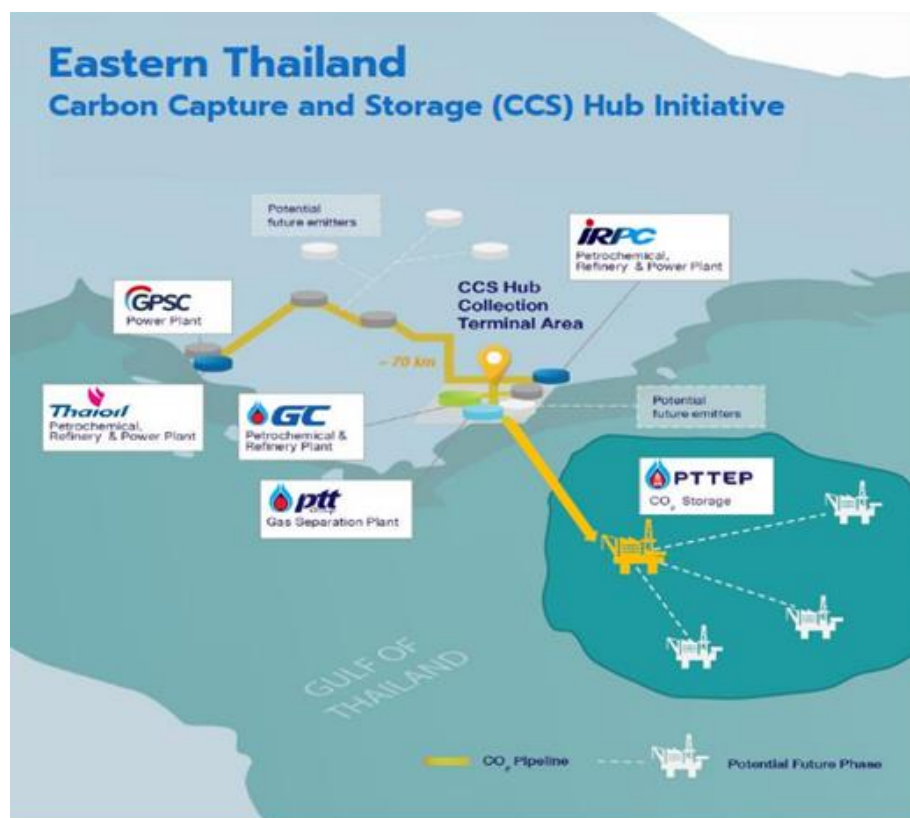 Eastern Thailand
Carbon Capture and Storage (CCS) Hub Initiative
Potential
future emitters
iRPC
Petrochemical,
Refinery & Power Plant
CCS Hub
Collection
Terminal Area
GPSC
Power Plant
~ 70 km
Thaioil
Petrochemical,
Refinery & Power Plant
GC
Petrochemical &
Refinery Plant
Potential
future emitters
ptt
Gas Separation Plant
PTTEP
CO₂ Storage
GULF OF
THAILAND
CO₂ Pipeline
Potential Future Phase